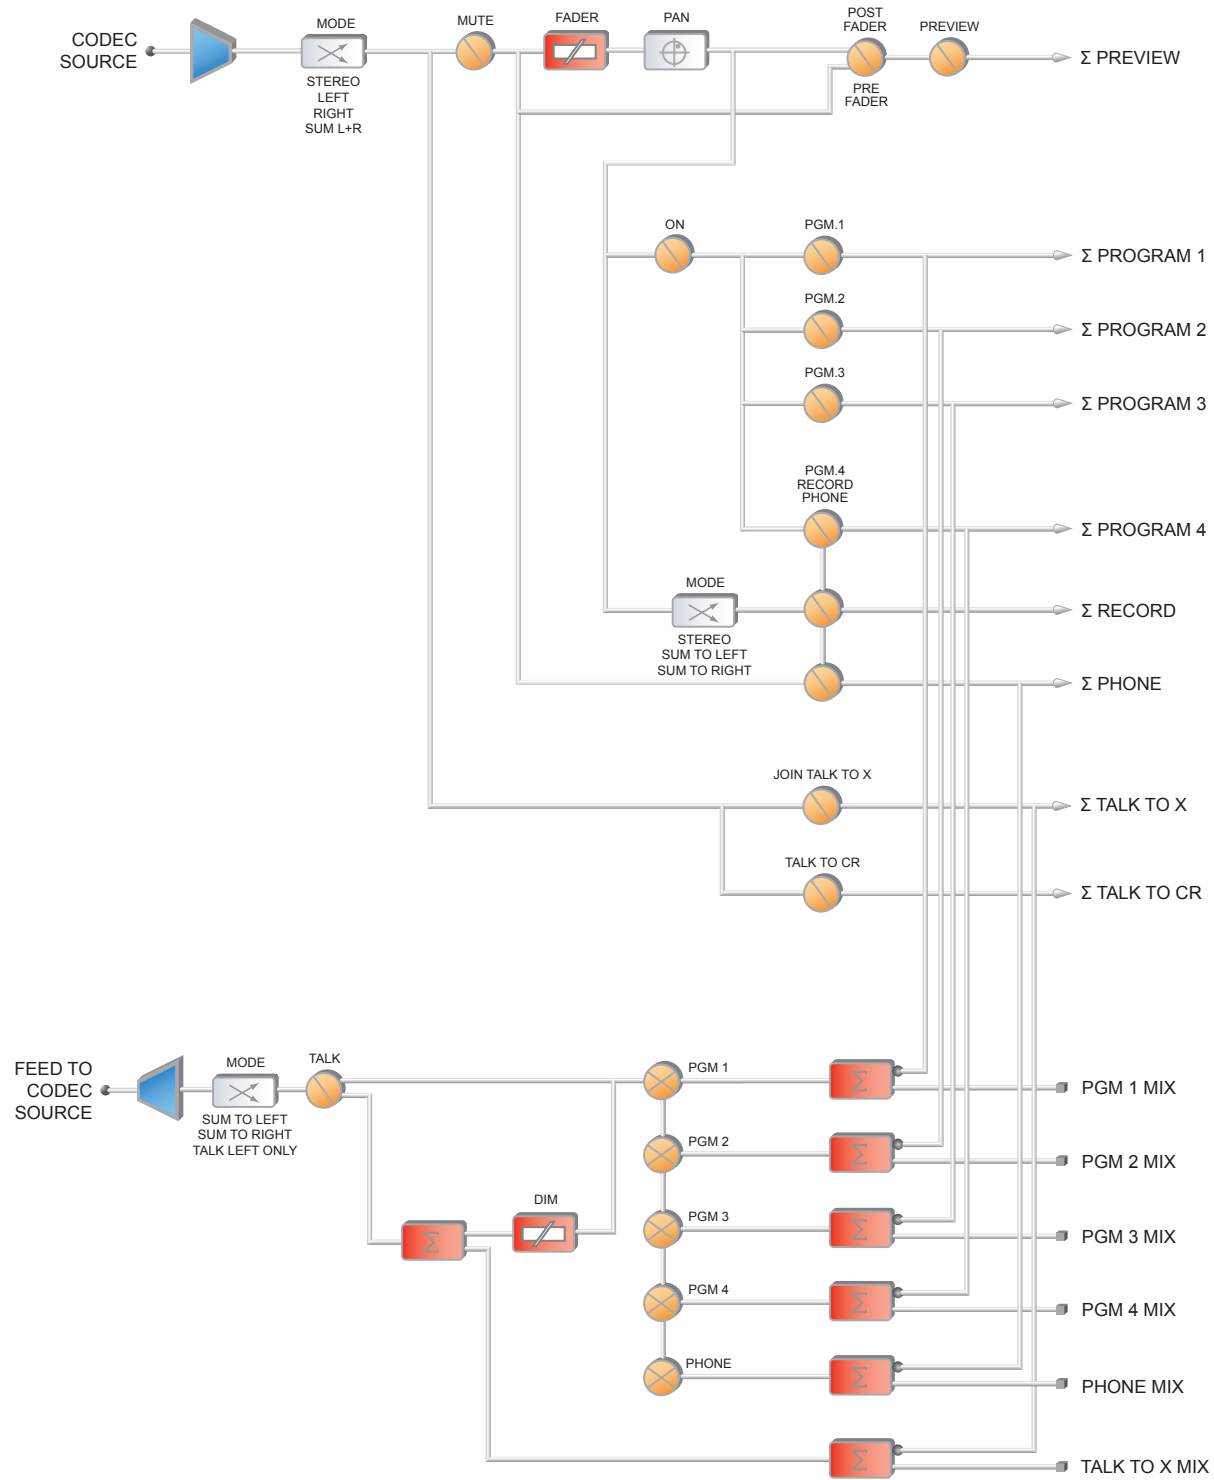 CODEC
SOURCE
MODE
STEREO
LEFT
RIGHT
SUM L+R
MUTE
FADER
PAN
POST
FADER
PRE
FADER
PREVIEW
Σ PREVIEW
ON
PGM.1
Σ PROGRAM 1
PGM.2
Σ PROGRAM 2
PGM.3
Σ PROGRAM 3
PGM.4
RECORD
PHONE
Σ PROGRAM 4
MODE
STEREO
SUM TO LEFT
SUM TO RIGHT
Σ RECORD
Σ PHONE
JOIN TALK TO X
Σ TALK TO X
TALK TO CR
Σ TALK TO CR
FEED TO
CODEC
SOURCE
MODE
SUM TO LEFT
SUM TO RIGHT
TALK LEFT ONLY
TALK
PGM 1
Σ
PGM 1 MIX
PGM 2
Σ
PGM 2 MIX
Σ
DIM
PGM 3
Σ
PGM 3 MIX
PGM 4
Σ
PGM 4 MIX
PHONE
Σ
PHONE MIX
Σ
TALK TO X MIX